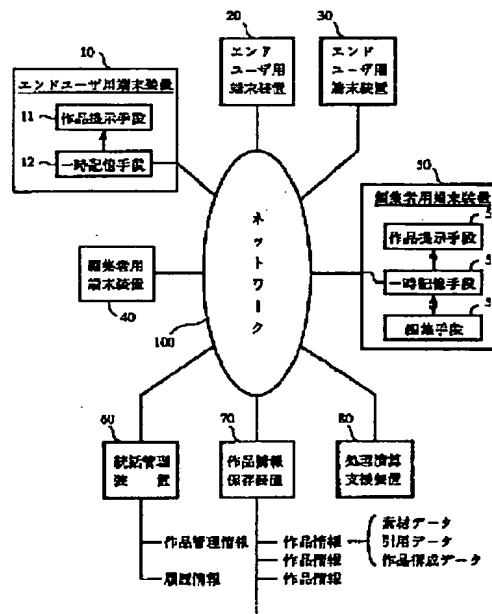 20
30
10
エンド
ユーザ用
端末装置
エンド
ユーザ用
端末装置
エンドユーザ用端末装置
11
作品提示手段
12
一時記憶手段
50
編集者用端末装置
作品提示手段
一時記憶手段
編集手段
ネットワーク
編集者用
端末装置
40
100
60
70
80
統括管理
装置
作品情報
保存装置
処理演算
支援装置
作品管理情報
履歴情報
作品情報
作品情報
作品情報
素材データ
引用データ
作品構成データ